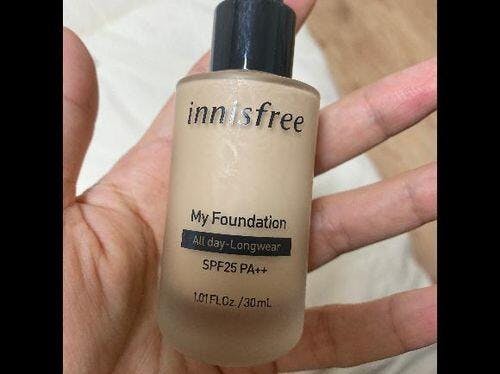 innisfree
My Foundation
All day-Longwear
SPF25 PA++
1.01 FL.Oz. / 30mL